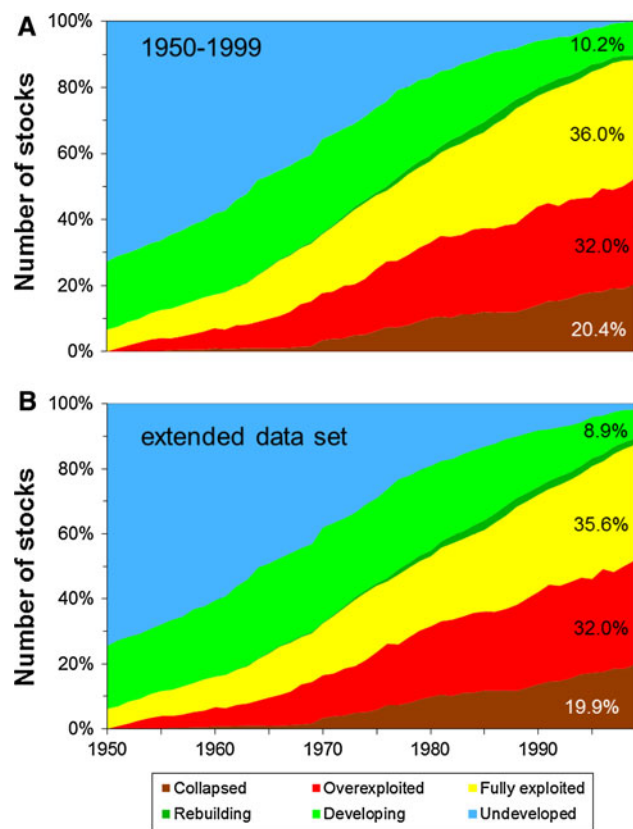 A
1950-1999
Number of stocks
100%
80%
60%
40%
20%
0%
10.2%
36.0%
32.0%
20.4%
B
extended data set
Number of stocks
100%
80%
60%
40%
20%
0%
8.9%
35.6%
32.0%
19.9%
1950 1960 1970 1980 1990
Collapsed Overexploited Fully exploited
Rebuilding Developing Undeveloped